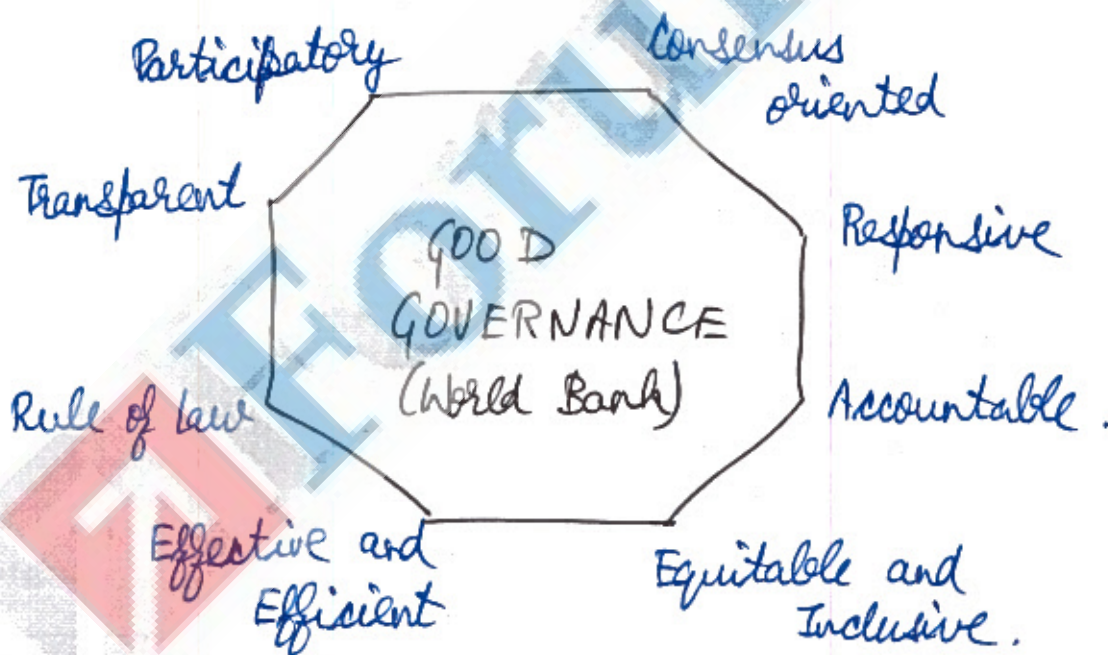 Participatory
Consensus
oriented
Transparent
Responsive
GOOD
GOVERNANCE
(World Bank)
Rule of law
Accountable.
Effective and
Efficient
Equitable and
Inclusive.
Foru